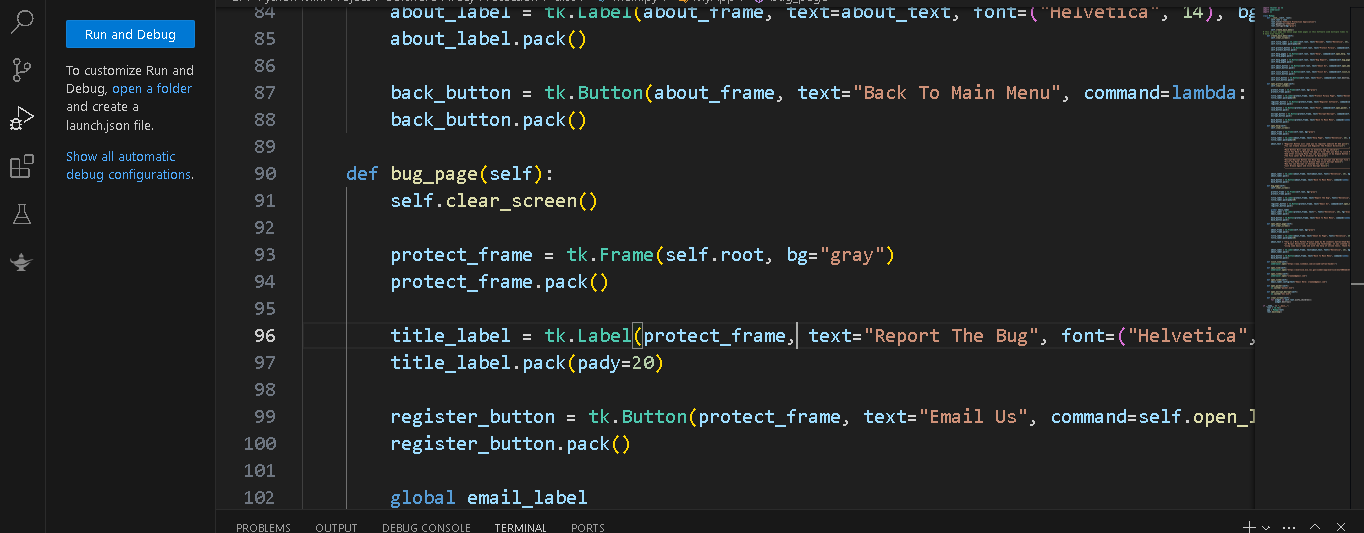 Run and Debug
To customize Run and
Debug, open a folder
and create a
launch.json file.
Show all automatic
debug configurations.
84 about_label = tk.Label(about_frame, text=about_text, font=("Helvetica", 14), bg
85 about_label.pack()
86
87 back_button = tk.Button(about_frame, text="Back To Main Menu", command=lambda:
88 back_button.pack()
89
90 def bug_page(self):
91 self.clear_screen()
92
93 protect_frame = tk.Frame(self.root, bg="gray")
94 protect_frame.pack()
95
96 title_label = tk.Label(protect_frame, text="Report The Bug", font=("Helvetica",
97 title_label.pack(pady=20)
98
99 register_button = tk.Button(protect_frame, text="Email Us", command=self.open_
100 register_button.pack()
101
102 global email_label
PROBLEMS OUTPUT DEBUG CONSOLE TERMINAL PORTS